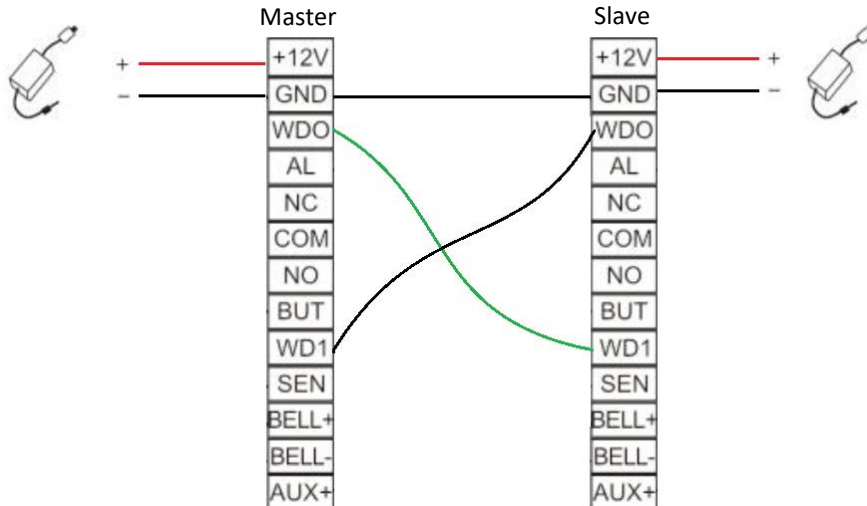 Master
Slave
+ +12V +12V +
− GND GND −
WDO WDO
AL AL
NC NC
COM COM
NO NO
BUT BUT
WD1 WD1
SEN SEN
BELL+ BELL+
BELL- BELL-
AUX+ AUX+